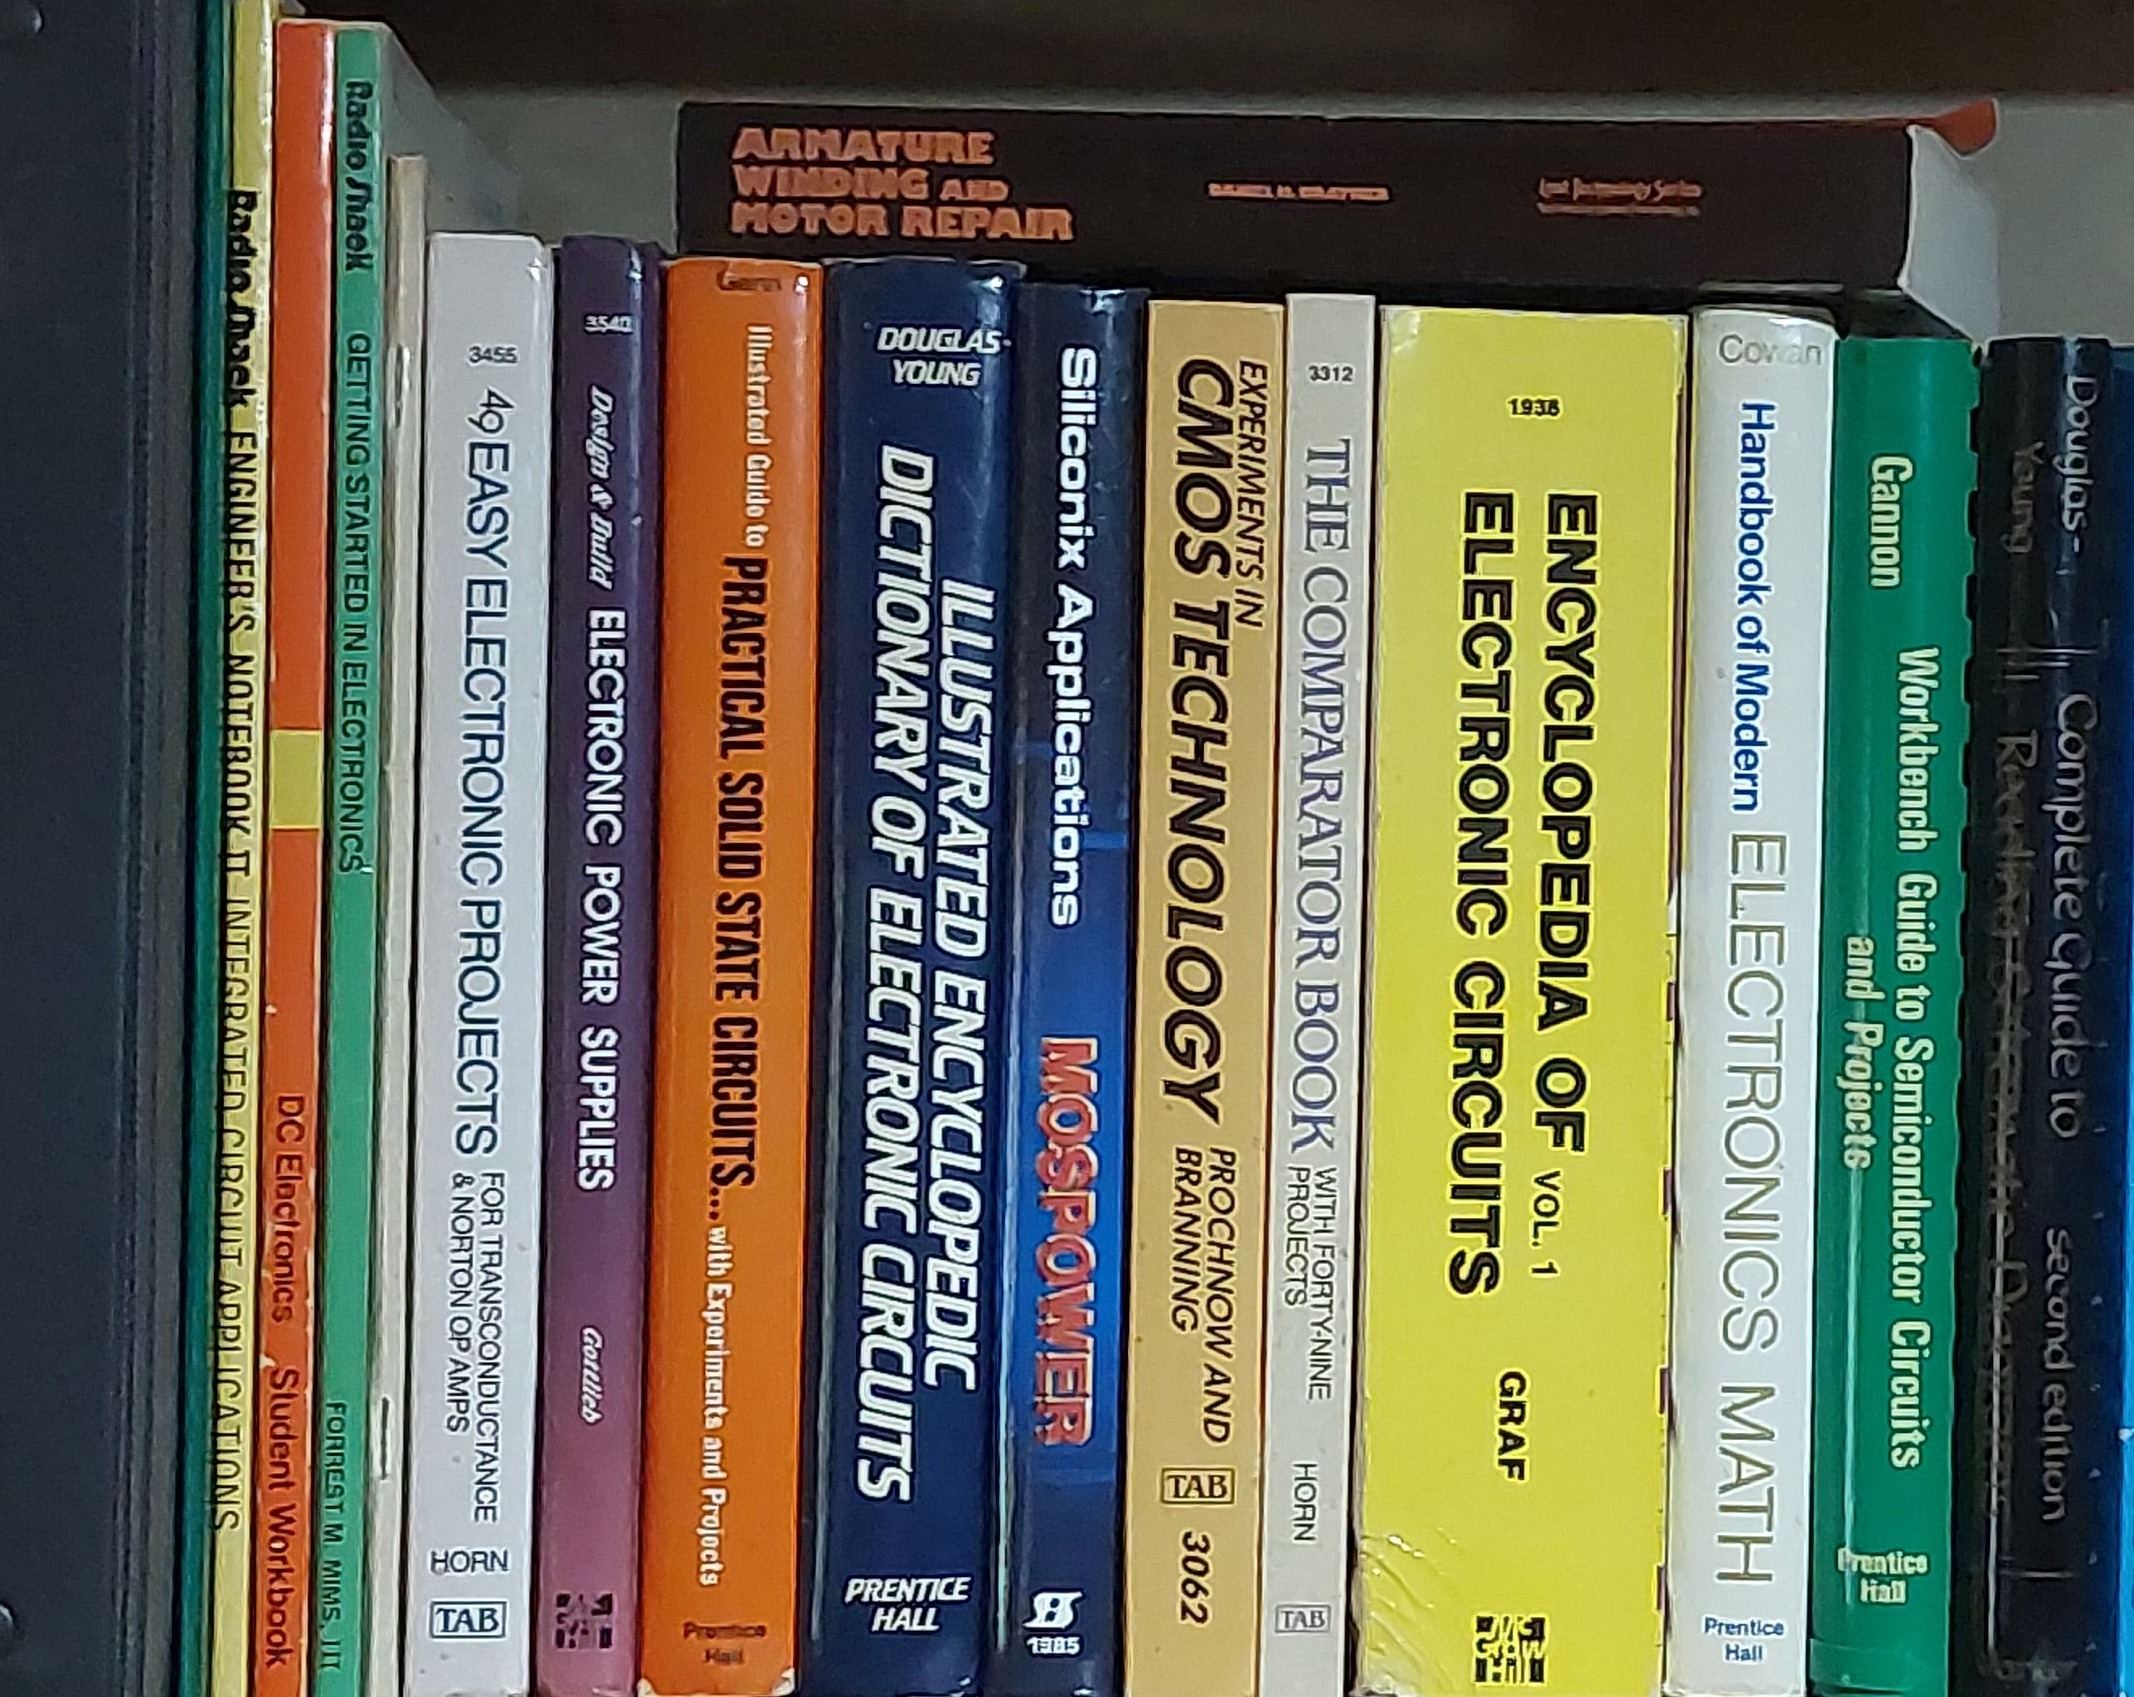 ARMATURE
WINDING AND
MOTOR REPAIR
Radio Shack ENGINEER'S NOTEBOOK II INTEGRATED CIRCUIT APPLICATIONS
DC Electronics Student Workbook
Radio Shack GETTING STARTED IN ELECTRONICS FORREST M. MIMS, III
3455
49 EASY ELECTRONIC PROJECTS
FOR TRANSCONDUCTANCE
& NORTON OP AMPS
HORN
TAB
3540
Design & Build ELECTRONIC POWER SUPPLIES
Gottlieb
Illustrated Guide to PRACTICAL SOLID STATE CIRCUITS... with Experiments and Projects
Prentice
Hall
DOUGLAS-
YOUNG
ILLUSTRATED ENCYCLOPEDIC
DICTIONARY OF ELECTRONIC CIRCUITS
PRENTICE
HALL
Siliconix Applications
MOSPOWER
1985
EXPERIMENTS IN
CMOS TECHNOLOGY
PROCHNOW AND
BRANNING
TAB
3062
3312
THE COMPARATOR BOOK
WITH FORTY-NINE
PROJECTS
HORN
TAB
1938
ENCYCLOPEDIA OF VOL. 1
ELECTRONIC CIRCUITS
GRAF
Cowan
Handbook of Modern ELECTRONICS MATH
Prentice
Hall
Gannon
Workbench Guide to Semiconductor Circuits
and Projects
Prentice
Hall
Douglas-
Young
Complete Guide to
second edition